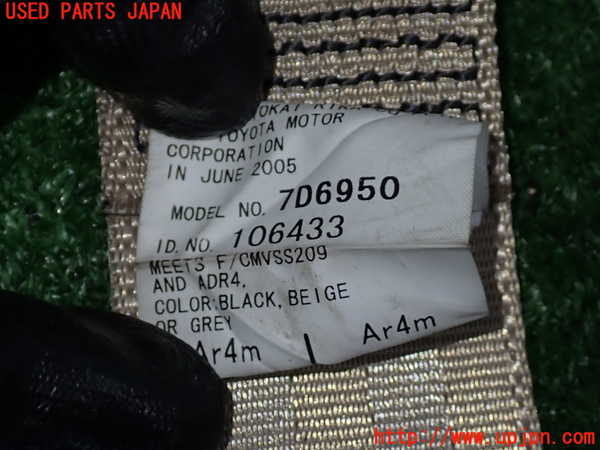 USED PARTS JAPAN
TOYOTA MOTOR
CORPORATION
IN JUNE 2005
MODEL NO. 7D6950
ID. NO. 106433
MEETS F/CMVSS209
AND ADR4.
COLOR:BLACK, BEIGE
OR GREY
Ar4m Ar4m
http://www.upjpn.com